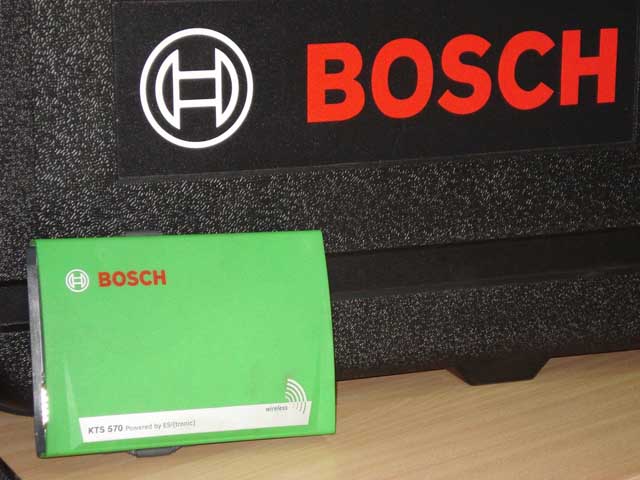 BOSCH
BOSCH
wireless
KTS 570 Powered by ESI[tronic]